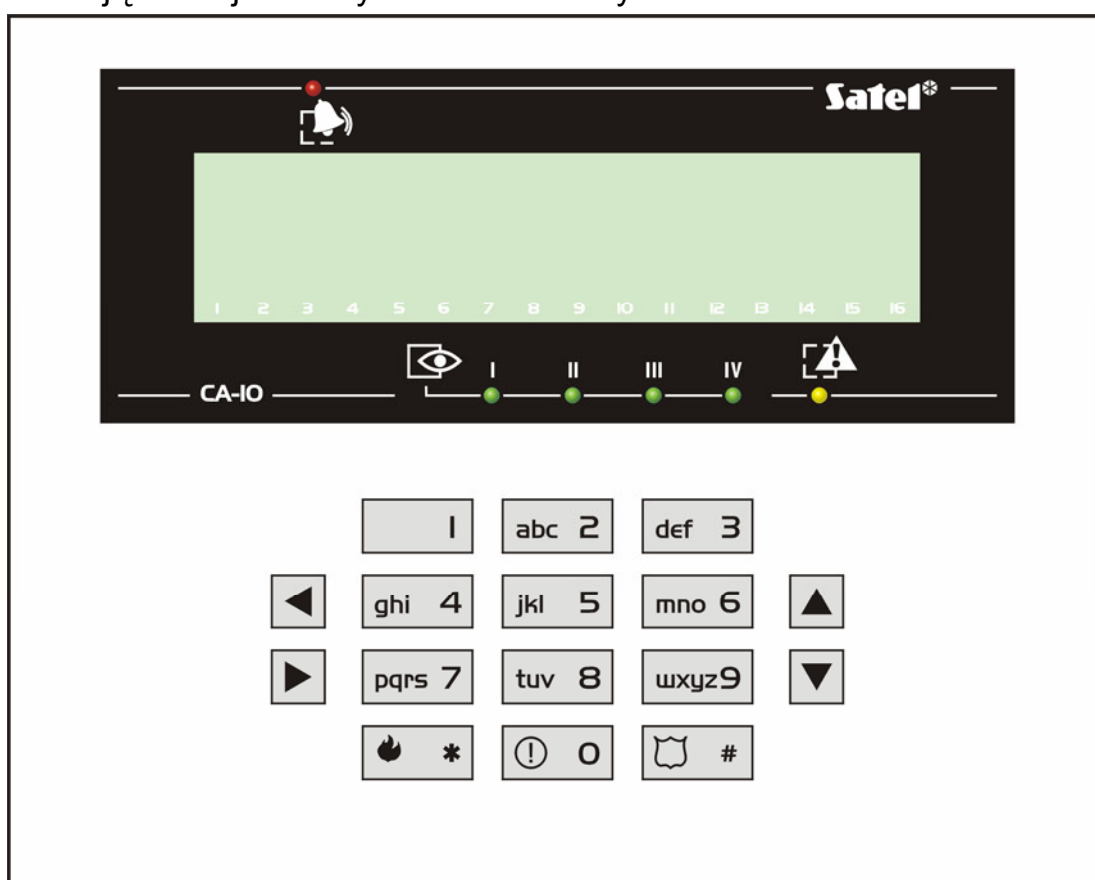 Satel
1 2 3 4 5 6 7 8 9 10 11 12 13 14 15 16
I II III IV
CA-10
1 abc 2 def 3
ghi 4 jkl 5 mno 6
pqrs 7 tuv 8 wxyz 9
* ! 0 #